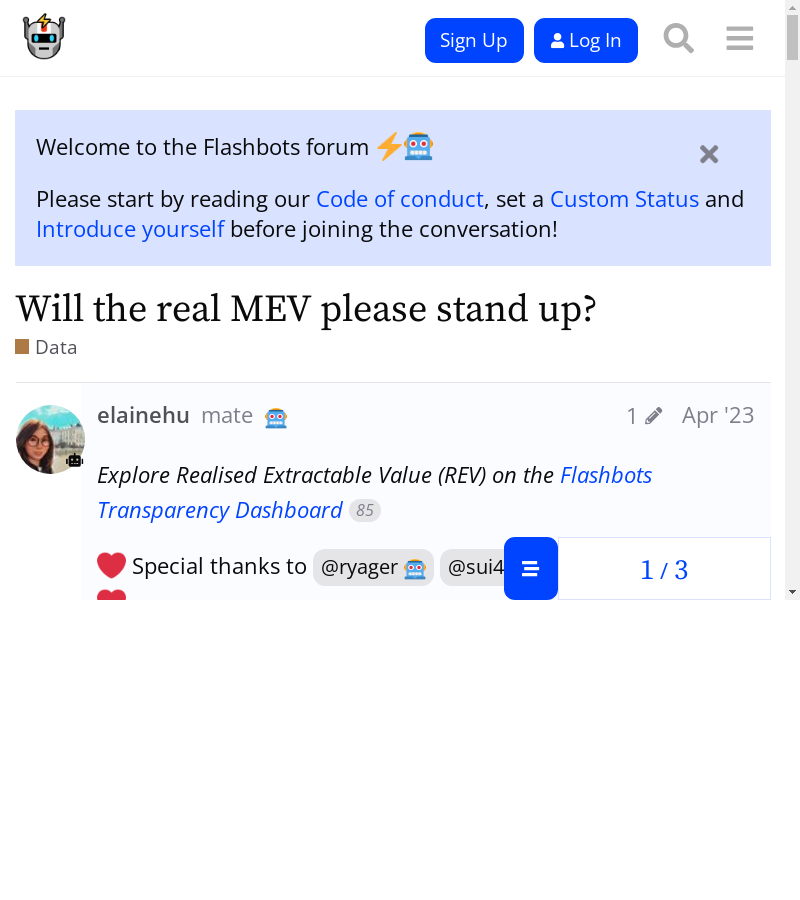 Sign Up
Log In
Welcome to the Flashbots forum
Please start by reading our Code of conduct, set a Custom Status and
Introduce yourself before joining the conversation!
Will the real MEV please stand up?
Data
elainehu mate
1
Apr '23
Explore Realised Extractable Value (REV) on the Flashbots
Transparency Dashboard 85
Special thanks to @ryager @sui4
1 / 3